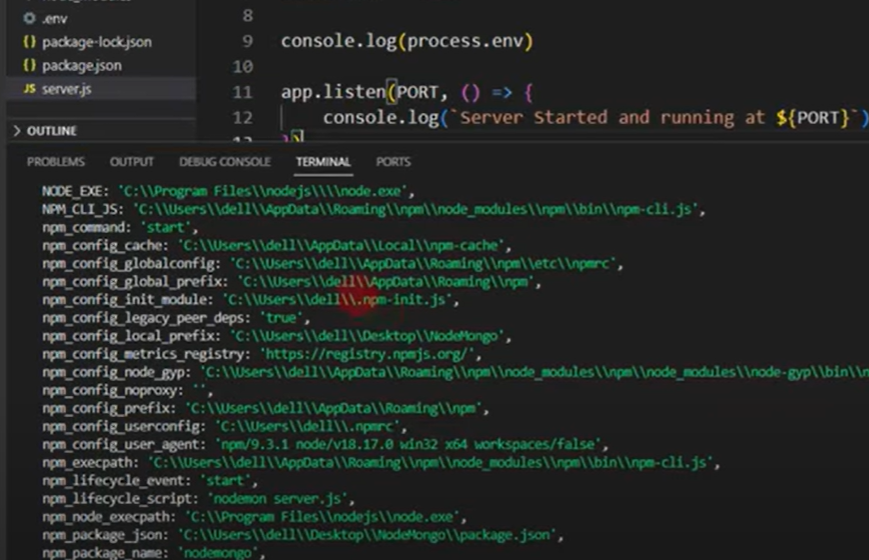 .env
package-lock.json
package.json
server.js
OUTLINE
8
9 console.log(process.env)
10
11 app.listen(PORT, () => {
12 console.log(`Server Started and running at ${PORT}`)
})
PROBLEMS OUTPUT DEBUG CONSOLE TERMINAL PORTS
NODE_EXE: 'C:\\Program Files\\nodejs\\\\node.exe',
NPM_CLI_JS: 'C:\\Users\\dell\\AppData\\Roaming\\npm\\node_modules\\npm\\bin\\npm-cli.js',
npm_command: 'start',
npm_config_cache: 'C:\\Users\\dell\\AppData\\Local\\npm-cache',
npm_config_globalconfig: 'C:\\Users\\dell\\AppData\\Roaming\\npm\\etc\\npmrc',
npm_config_global_prefix: 'C:\\Users\\dell\\AppData\\Roaming\\npm',
npm_config_init_module: 'C:\\Users\\dell\\.npm-init.js',
npm_config_legacy_peer_deps: 'true',
npm_config_local_prefix: 'C:\\Users\\dell\\Desktop\\NodeMongo',
npm_config_metrics_registry: 'https://registry.npmjs.org/',
npm_config_node_gyp: 'C:\\Users\\dell\\AppData\\Roaming\\npm\\node_modules\\npm\\node_modules\\node-gyp\\bin\\n
npm_config_noproxy: '',
npm_config_prefix: 'C:\\Users\\dell\\AppData\\Roaming\\npm',
npm_config_userconfig: 'C:\\Users\\dell\\.npmrc',
npm_config_user_agent: 'npm/9.3.1 node/v18.17.0 win32 x64 workspaces/false',
npm_execpath: 'C:\\Users\\dell\\AppData\\Roaming\\npm\\node_modules\\npm\\bin\\npm-cli.js',
npm_lifecycle_event: 'start',
npm_lifecycle_script: 'nodemon server.js',
npm_node_execpath: 'C:\\Program Files\\nodejs\\node.exe',
npm_package_json: 'C:\\Users\\dell\\Desktop\\NodeMongo\\package.json',
npm_package_name: 'nodemongo',